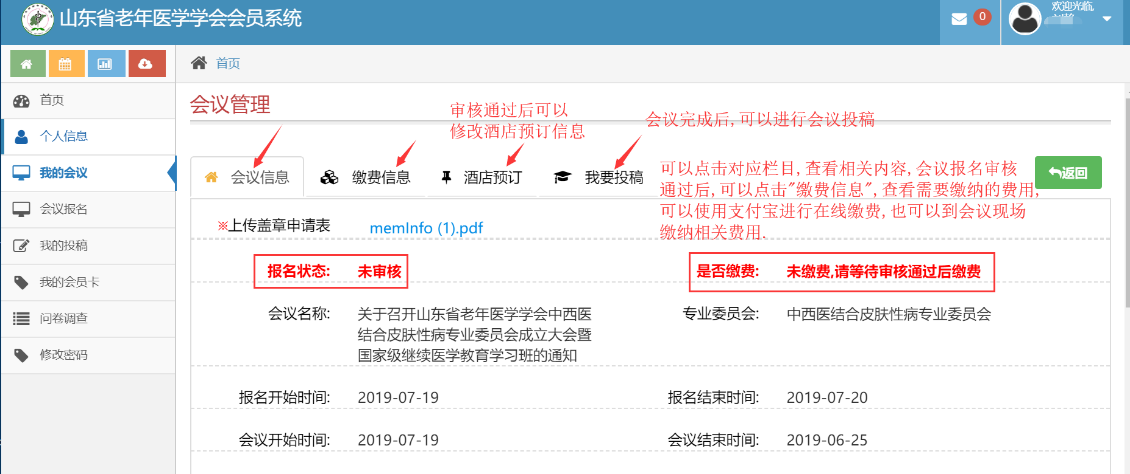 山东省老年医学学会会员系统
0
欢迎光临,
首页
首页
个人信息
我的会议
会议报名
我的投稿
我的会员卡
问卷调查
修改密码
会议管理
审核通过后可以
修改酒店预订信息
会议完成后,可以进行会议投稿
会议信息
缴费信息
酒店预订
我要投稿
可以点击对应栏目,查看相关内容,会议报名审核
通过后,可以点击"缴费信息",查看需要缴纳的费用,
可以使用支付宝进行在线缴费,也可以到会议现场
缴纳相关费用.
返回
※上传盖章申请表 memInfo (1).pdf
报名状态: 未审核 是否缴费: 未缴费,请等待审核通过后缴费
会议名称: 关于召开山东省老年医学学会中西医
结合皮肤性病专业委员会成立大会暨
国家级继续医学教育学习班的通知
专业委员会: 中西医结合皮肤性病专业委员会
报名开始时间: 2019-07-19 报名结束时间: 2019-07-20
会议开始时间: 2019-07-19 会议结束时间: 2019-06-25